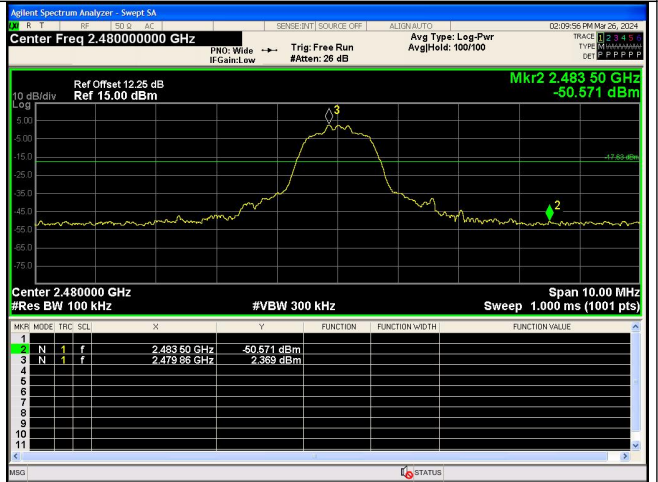 Agilent Spectrum Analyzer - Swept SA
R T RF 50 Ω AC SENSE:INT SOURCE OFF ALIGN AUTO 02:09:56 PM Mar 26, 2024
Center Freq 2.480000000 GHz
PNO: Wide
IFGain:Low
Trig: Free Run
#Atten: 26 dB
Avg Type: Log-Pwr
Avg|Hold: 100/100
TRACE 1 2 3 4 5 6
TYPE M
DET P P P P P P
Mkr2 2.483 50 GHz
-50.571 dBm
Ref Offset 12.25 dB
10 dB/div Ref 15.00 dBm
Log
5.00
-5.00
-15.0
-17.63 dBm
-25.0
-35.0
-45.0
-55.0
-65.0
-75.0
3
2
Center 2.480000 GHz Span 10.00 MHz
#Res BW 100 kHz #VBW 300 kHz Sweep 1.000 ms (1001 pts)
MKR MODE TRC SCL X Y FUNCTION FUNCTION WIDTH FUNCTION VALUE
1
2 N 1 f 2.483 50 GHz -50.571 dBm
3 N 1 f 2.479 86 GHz 2.369 dBm
4
5
6
7
8
9
10
11
MSG STATUS